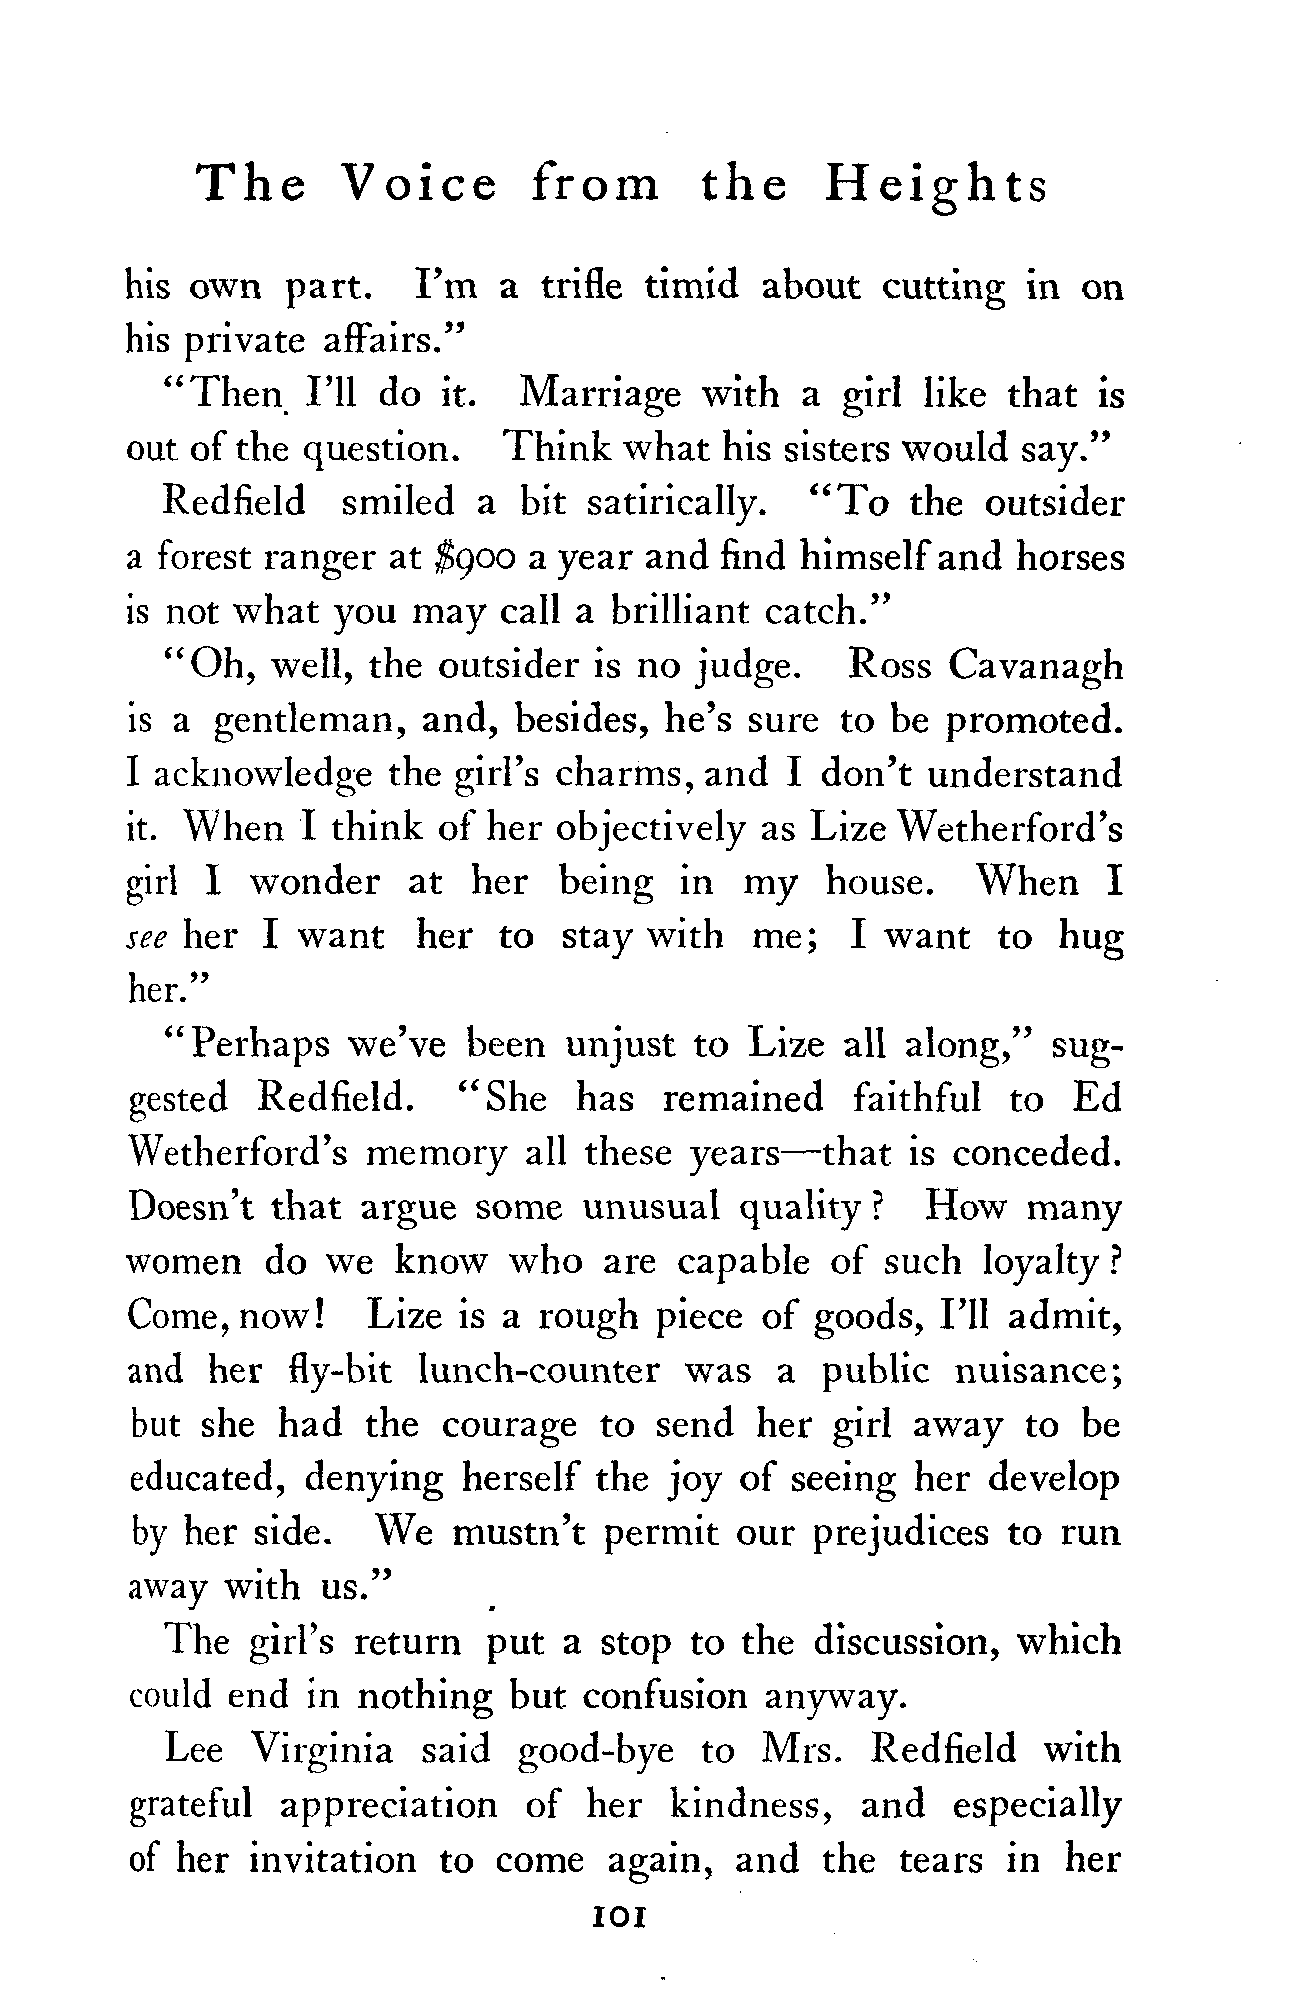 The Voice from the Heights
his own part. I'm a trifle timid about cutting in on
his private affairs."
"Then I'll do it. Marriage with a girl like that is
out of the question. Think what his sisters would say."
Redfield smiled a bit satirically. "To the outsider
a forest ranger at $900 a year and find himself and horses
is not what you may call a brilliant catch."
"Oh, well, the outsider is no judge. Ross Cavanagh
is a gentleman, and, besides, he's sure to be promoted.
I acknowledge the girl's charms, and I don't understand
it. When I think of her objectively as Lize Wetherford's
girl I wonder at her being in my house. When I
see her I want her to stay with me; I want to hug
her."
"Perhaps we've been unjust to Lize all along," sug-
gested Redfield. "She has remained faithful to Ed
Wetherford's memory all these years—that is conceded.
Doesn't that argue some unusual quality? How many
women do we know who are capable of such loyalty?
Come, now! Lize is a rough piece of goods, I'll admit,
and her fly-bit lunch-counter was a public nuisance;
but she had the courage to send her girl away to be
educated, denying herself the joy of seeing her develop
by her side. We mustn't permit our prejudices to run
away with us."
The girl's return put a stop to the discussion, which
could end in nothing but confusion anyway.
Lee Virginia said good-bye to Mrs. Redfield with
grateful appreciation of her kindness, and especially
of her invitation to come again, and the tears in her
101